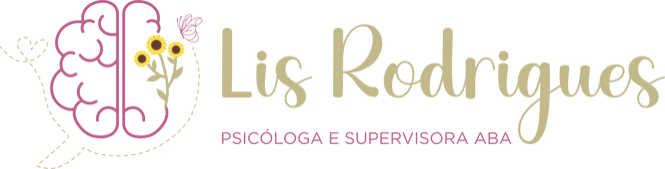 Lis Rodrigues
PSICÓLOGA E SUPERVISORA ABA